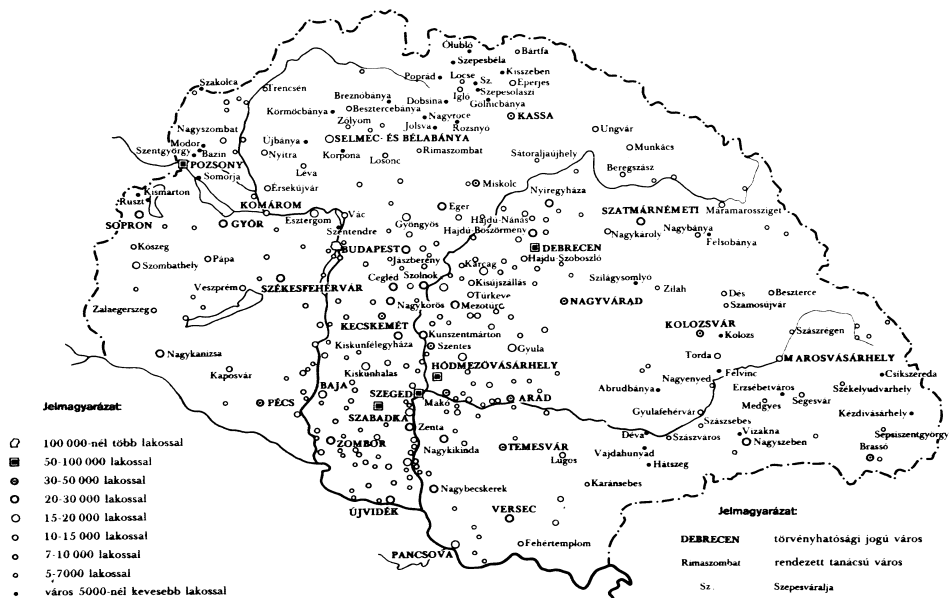 Ólubló
Bártfa
Szepesbéla
Szakolca
Trencsén
Poprád
Locse
Sz.
Kisszeben
Eperjes
Breznóbánya
Dobsina
Igló
Szepesolaszi
Golnicbánya
Körmöcbánya
Besztercebánya
Nagyroce
KASSA
Zólyom
Jolsva
Rozsnyó
Nagyszombat
Újbánya
SELMEC- ÉS BÉLABÁNYA
Ungvár
Modor
Szentgyörgy
Bazin
Nyitra
Korpona
Losonc
Rimaszombat
Sátoraljaújhely
Munkács
POZSONY
Léva
Beregszász
Somorja
Kismarton
Érsekújvár
Miskolc
Nyíregyháza
Ruszt
KOMÁROM
Eger
SZATMÁRNÉMETI
Máramarossziget
SOPRON
GYŐR
Esztergom
Vác
Gyöngyös
Hajdú-Nánás
Hajdú-Böszörmény
Szentendre
Nagykároly
Nagybánya
Felsobánya
Koszeg
BUDAPEST
DEBRECEN
Szombathely
Pápa
Jászberény
Karcag
Hajdú-Szoboszló
Veszprém
SZÉKESFEHÉRVÁR
Cegléd
Szolnok
Kisújszállás
Szilágysomlyo
Zilah
Dés
Beszterce
Túrkeve
Zalaegerszeg
Nagykorös
Mezotúr
NAGYVÁRAD
Szamosújvár
KECSKEMÉT
KOLOZSVÁR
Kolozs
Szászregen
Kunszentmárton
Kiskunfélegyháza
Szentes
Gyula
Nagykanizsa
Torda
MAROSVÁSÁRHELY
Kaposvár
Kiskunhalas
HÓDMEZŐVÁSÁRHELY
Felvinc
Csíkszereda
BAJA
Abrudbánya
Nagyenyed
Erzsébetváros
Székelyudvarhely
PÉCS
SZEGED
Makó
ARAD
Medgyes
Segesvár
SZABADKA
Gyulafehérvár
Kézdivásárhely
Zenta
Szászsebes
Sepsiszentgyörgy
ZOMBOR
Déva
Szászváros
Vizakna
Nagyszeben
Nagykikinda
TEMESVÁR
Vajdahunyad
Brassó
Lugos
Hátszeg
Nagybecskerek
Karánsebes
ÚJVIDÉK
VERSEC
PANCSOVA
Fehértemplom
Jelmagyarázat:
100 000-nél több lakossal
50-100 000 lakossal
30-50 000 lakossal
20-30 000 lakossal
15-20 000 lakossal
10-15 000 lakossal
7-10 000 lakossal
5-7000 lakossal
város 5000-nél kevesebb lakossal
Jelmagyarázat:
DEBRECEN törvényhatósági jogú város
Rimaszombat rendezett tanácsú város
Sz. Szepesváralja